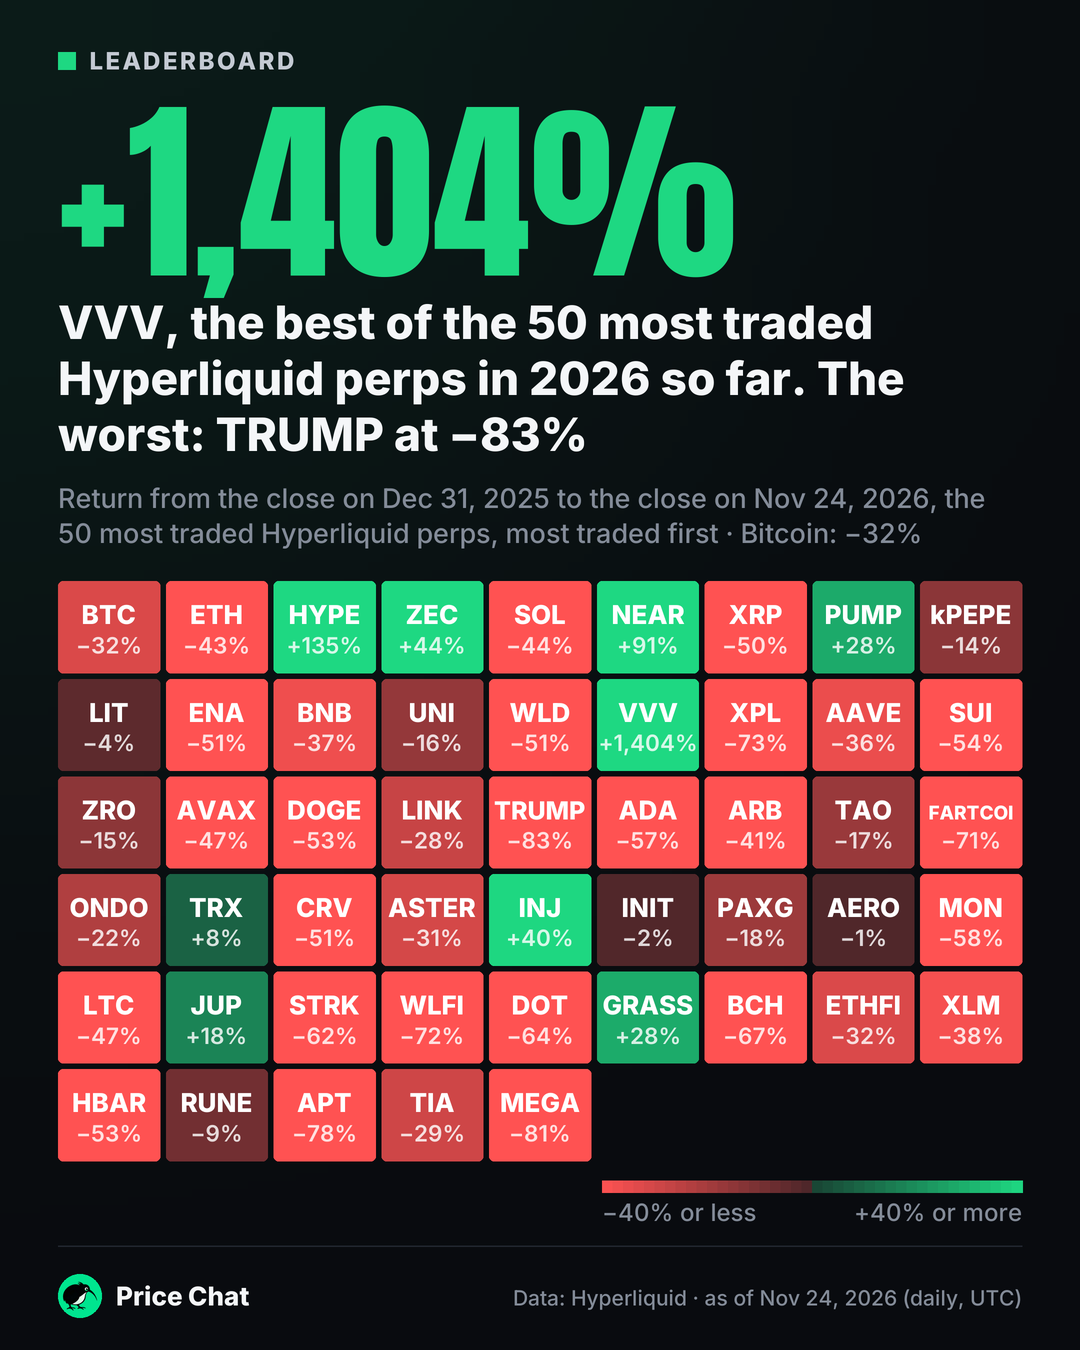 LEADERBOARD
+1,404%
VVV, the best of the 50 most traded
Hyperliquid perps in 2026 so far. The
worst: TRUMP at −83%
Return from the close on Dec 31, 2025 to the close on Nov 24, 2026, the
50 most traded Hyperliquid perps, most traded first · Bitcoin: −32%
BTC ETH HYPE ZEC SOL NEAR XRP PUMP kPEPE
−32% −43% +135% +44% −44% +91% −50% +28% −14%
LIT ENA BNB UNI WLD VVV XPL AAVE SUI
−4% −51% −37% −16% −51% +1,404% −73% −36% −54%
ZRO AVAX DOGE LINK TRUMP ADA ARB TAO FARTCOI
−15% −47% −53% −28% −83% −57% −41% −17% −71%
ONDO TRX CRV ASTER INJ INIT PAXG AERO MON
−22% +8% −51% −31% +40% −2% −18% −1% −58%
LTC JUP STRK WLFI DOT GRASS BCH ETHFI XLM
−47% +18% −62% −72% −64% +28% −67% −32% −38%
HBAR RUNE APT TIA MEGA
−53% −9% −78% −29% −81%
−40% or less +40% or more
Price Chat Data: Hyperliquid · as of Nov 24, 2026 (daily, UTC)